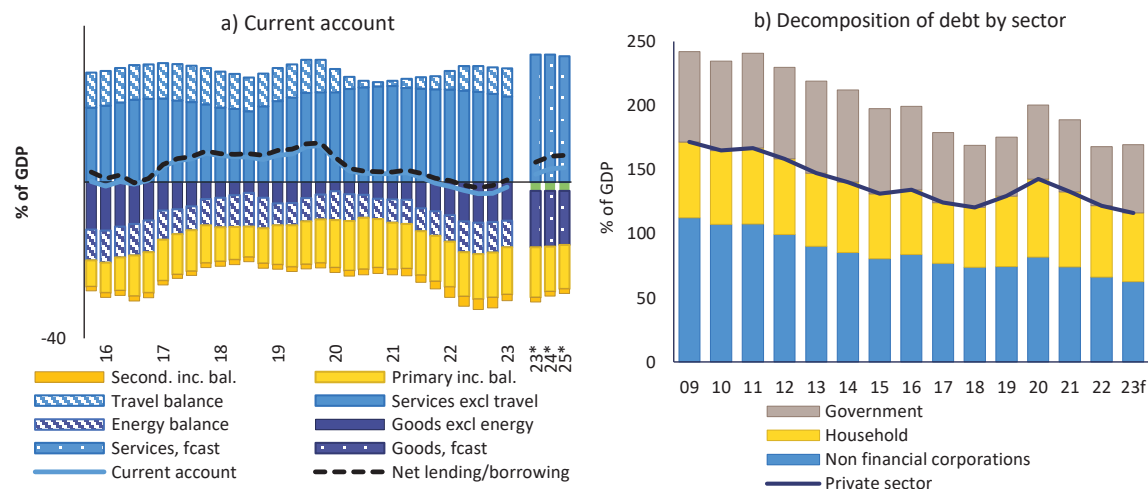 a) Current account
% of GDP
-40
16 17 18 19 20 21 22 23 23* 24* 25*
Second. inc. bal. Primary inc. bal.
Travel balance Services excl travel
Energy balance Goods excl energy
Services, fcast Goods, fcast
Current account Net lending/borrowing
b) Decomposition of debt by sector
250
200
150
100
50
0
% of GDP
09 10 11 12 13 14 15 16 17 18 19 20 21 22 23f
Government
Household
Non financial corporations
Private sector